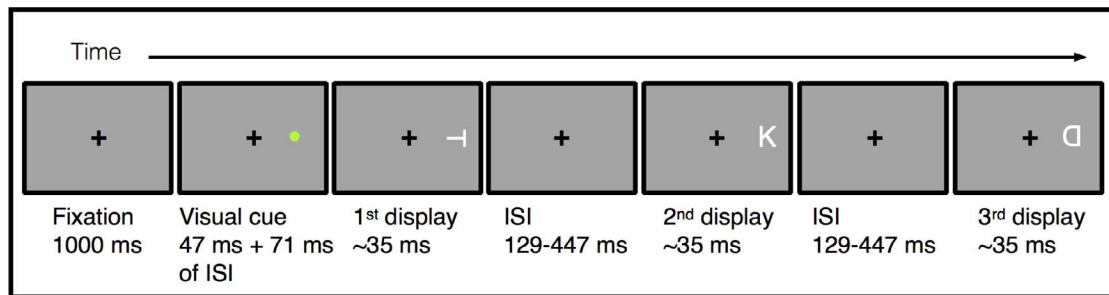 Time
+ + ⊣ + + K + + D
Fixation
1000 ms
Visual cue
47 ms + 71 ms
of ISI
1st display
~35 ms
ISI
129-447 ms
2nd display
~35 ms
ISI
129-447 ms
3rd display
~35 ms